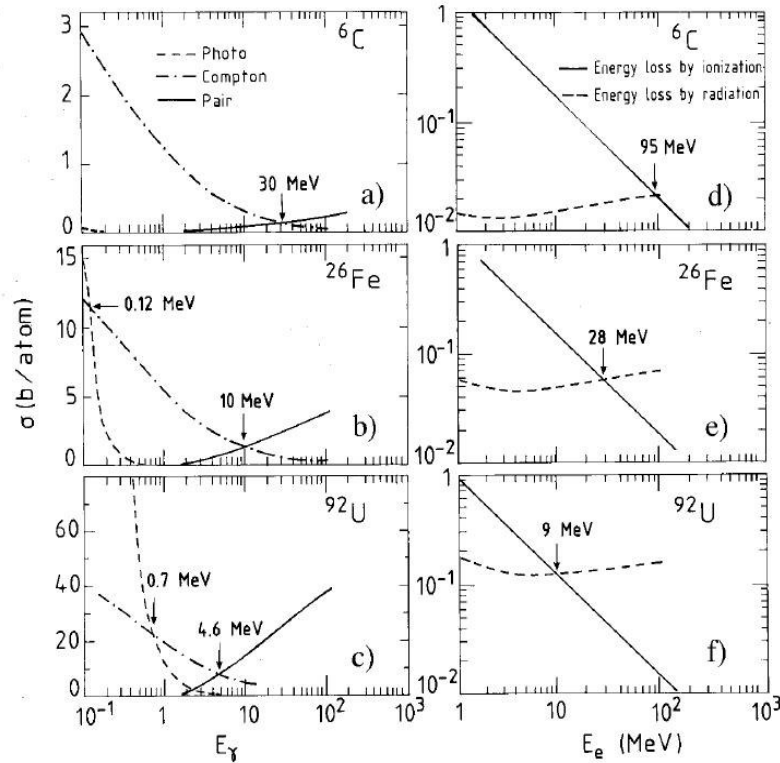 3
2
1
0
⁶C
Photo
Compton
Pair
30 MeV
a)
15
10
5
0
²⁶Fe
0.12 MeV
10 MeV
b)
60
40
20
0
⁹²U
0.7 MeV
4.6 MeV
c)
10⁻¹ 1 10 10² 10³
Eγ
σ (b/atom)
1
10⁻¹
10⁻²
⁶C
Energy loss by ionization
Energy loss by radiation
95 MeV
d)
1
10⁻¹
10⁻²
²⁶Fe
28 MeV
e)
1
10⁻¹
10⁻²
⁹²U
9 MeV
f)
1 10 10² 10³
Eₑ (MeV)